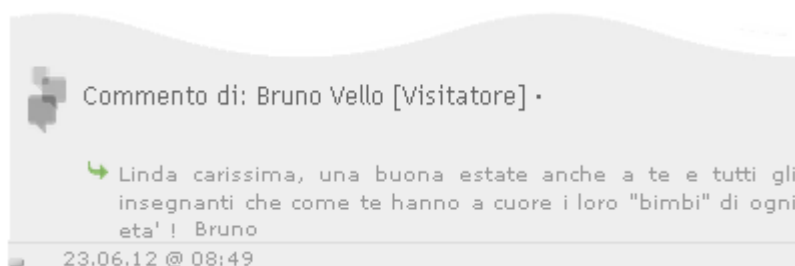 Commento di: Bruno Vello [Visitatore] ·
Linda carissima, una buona estate anche a te e tutti gli
insegnanti che come te hanno a cuore i loro "bimbi" di ogni
eta' ! Bruno
23.06.12 @ 08:49